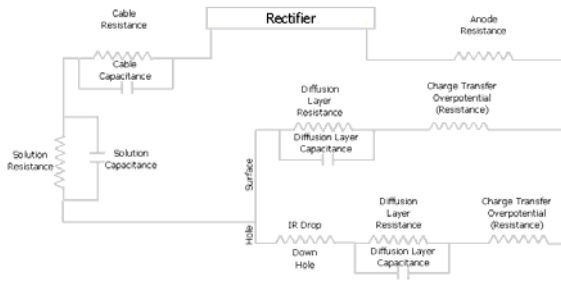 Cable
Resistance
Rectifier
Anode
Resistance
Cable
Capacitance
Diffusion
Layer
Resistance
Charge Transfer
Overpotential
(Resistance)
Diffusion Layer
Capacitance
Solution
Resistance
Solution
Capacitance
Surface
Hole
IR Drop
Down
Hole
Diffusion
Layer
Resistance
Diffusion Layer
Capacitance
Charge Transfer
Overpotential
(Resistance)